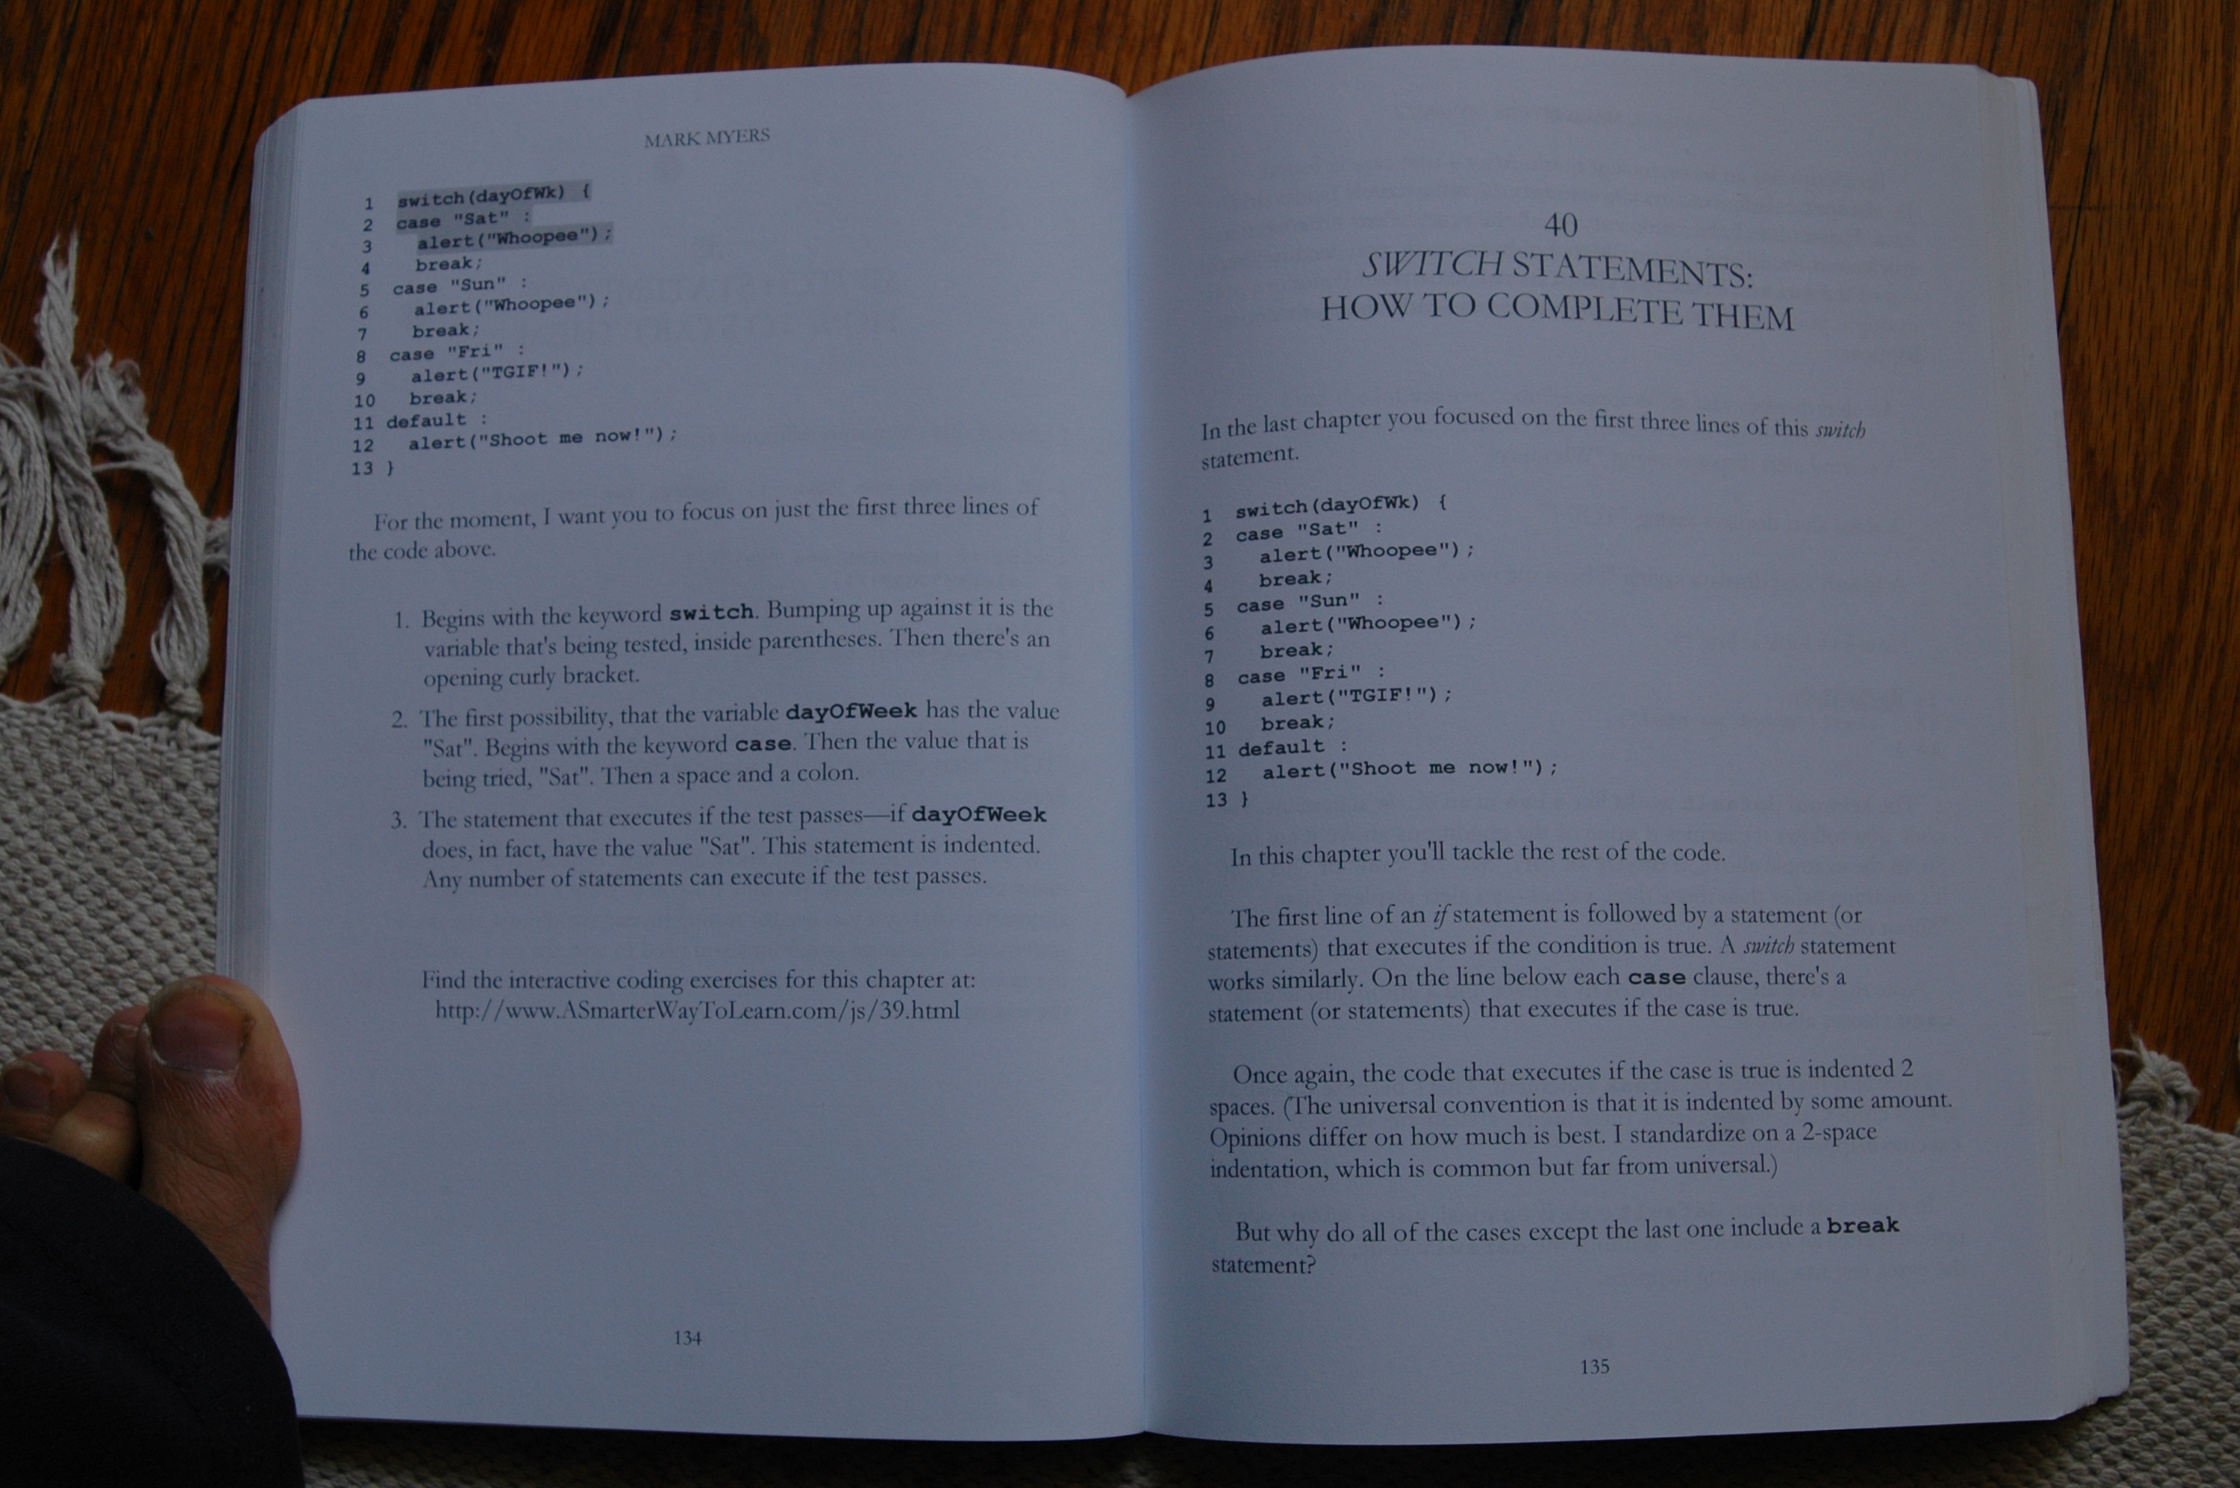 MARK MYERS
1 switch(dayOfWk) {
2 case "Sat" :
3   alert("Whoopee");
4   break;
5 case "Sun" :
6   alert("Whoopee");
7   break;
8 case "Fri" :
9   alert("TGIF!");
10   break;
11 default :
12   alert("Shoot me now!");
13 }
For the moment, I want you to focus on just the first three lines of
the code above.
1. Begins with the keyword switch. Bumping up against it is the
variable that's being tested, inside parentheses. Then there's an
opening curly bracket.
2. The first possibility, that the variable dayOfWeek has the value
"Sat". Begins with the keyword case. Then the value that is
being tried, "Sat". Then a space and a colon.
3. The statement that executes if the test passes—if dayOfWeek
does, in fact, have the value "Sat". This statement is indented.
Any number of statements can execute if the test passes.
Find the interactive coding exercises for this chapter at:
http://www.ASmarterWayToLearn.com/js/39.html
134
40
SWITCH STATEMENTS:
HOW TO COMPLETE THEM
In the last chapter you focused on the first three lines of this switch
statement.
1 switch(dayOfWk) {
2 case "Sat" :
3   alert("Whoopee");
4   break;
5 case "Sun" :
6   alert("Whoopee");
7   break;
8 case "Fri" :
9   alert("TGIF!");
10   break;
11 default :
12   alert("Shoot me now!");
13 }
In this chapter you'll tackle the rest of the code.
The first line of an if statement is followed by a statement (or
statements) that executes if the condition is true. A switch statement
works similarly. On the line below each case clause, there's a
statement (or statements) that executes if the case is true.
Once again, the code that executes if the case is true is indented 2
spaces. (The universal convention is that it is indented by some amount.
Opinions differ on how much is best. I standardize on a 2-space
indentation, which is common but far from universal.)
But why do all of the cases except the last one include a break
statement?
135